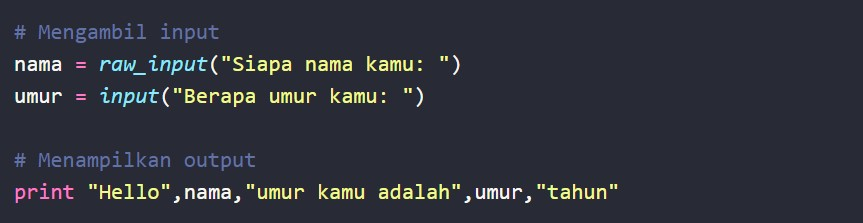 # Mengambil input
nama = raw_input("Siapa nama kamu: ")
umur = input("Berapa umur kamu: ")
# Menampilkan output
print "Hello",nama,"umur kamu adalah",umur,"tahun"